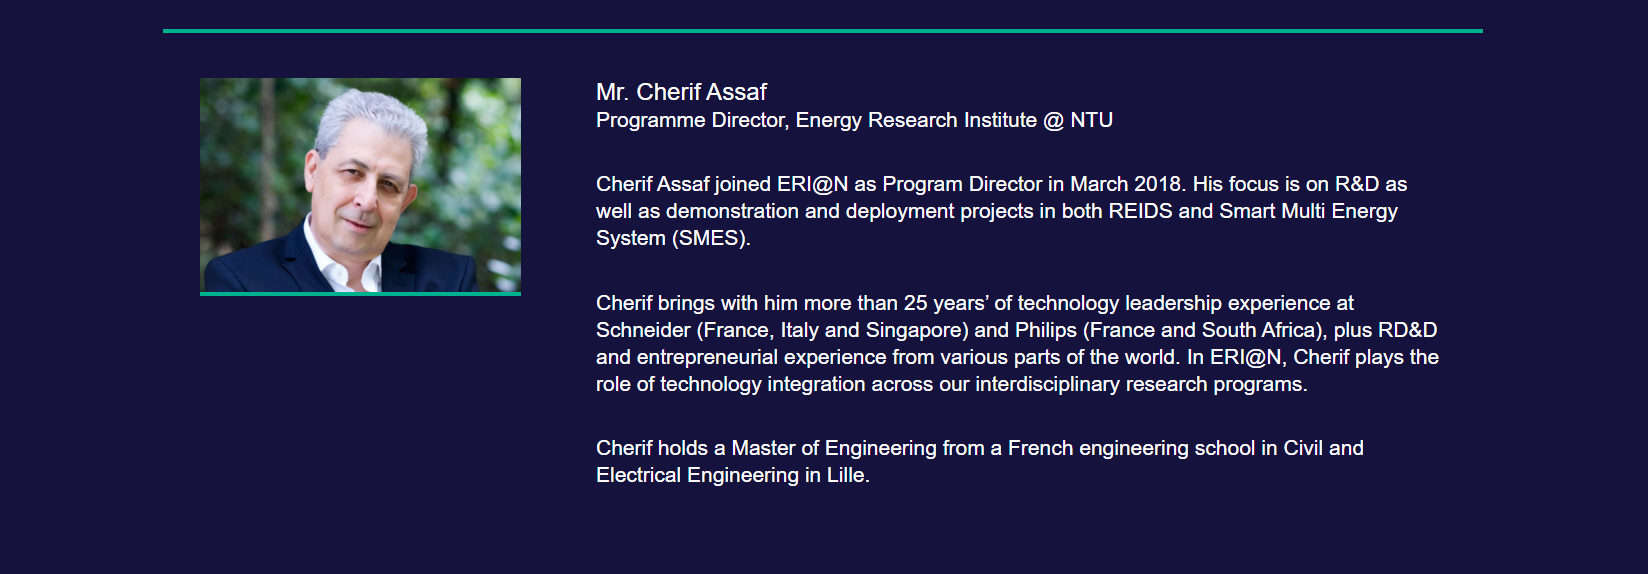 Mr. Cherif Assaf
Programme Director, Energy Research Institute @ NTU
Cherif Assaf joined ERI@N as Program Director in March 2018. His focus is on R&D as
well as demonstration and deployment projects in both REIDS and Smart Multi Energy
System (SMES).
Cherif brings with him more than 25 years’ of technology leadership experience at
Schneider (France, Italy and Singapore) and Philips (France and South Africa), plus RD&D
and entrepreneurial experience from various parts of the world. In ERI@N, Cherif plays the
role of technology integration across our interdisciplinary research programs.
Cherif holds a Master of Engineering from a French engineering school in Civil and
Electrical Engineering in Lille.